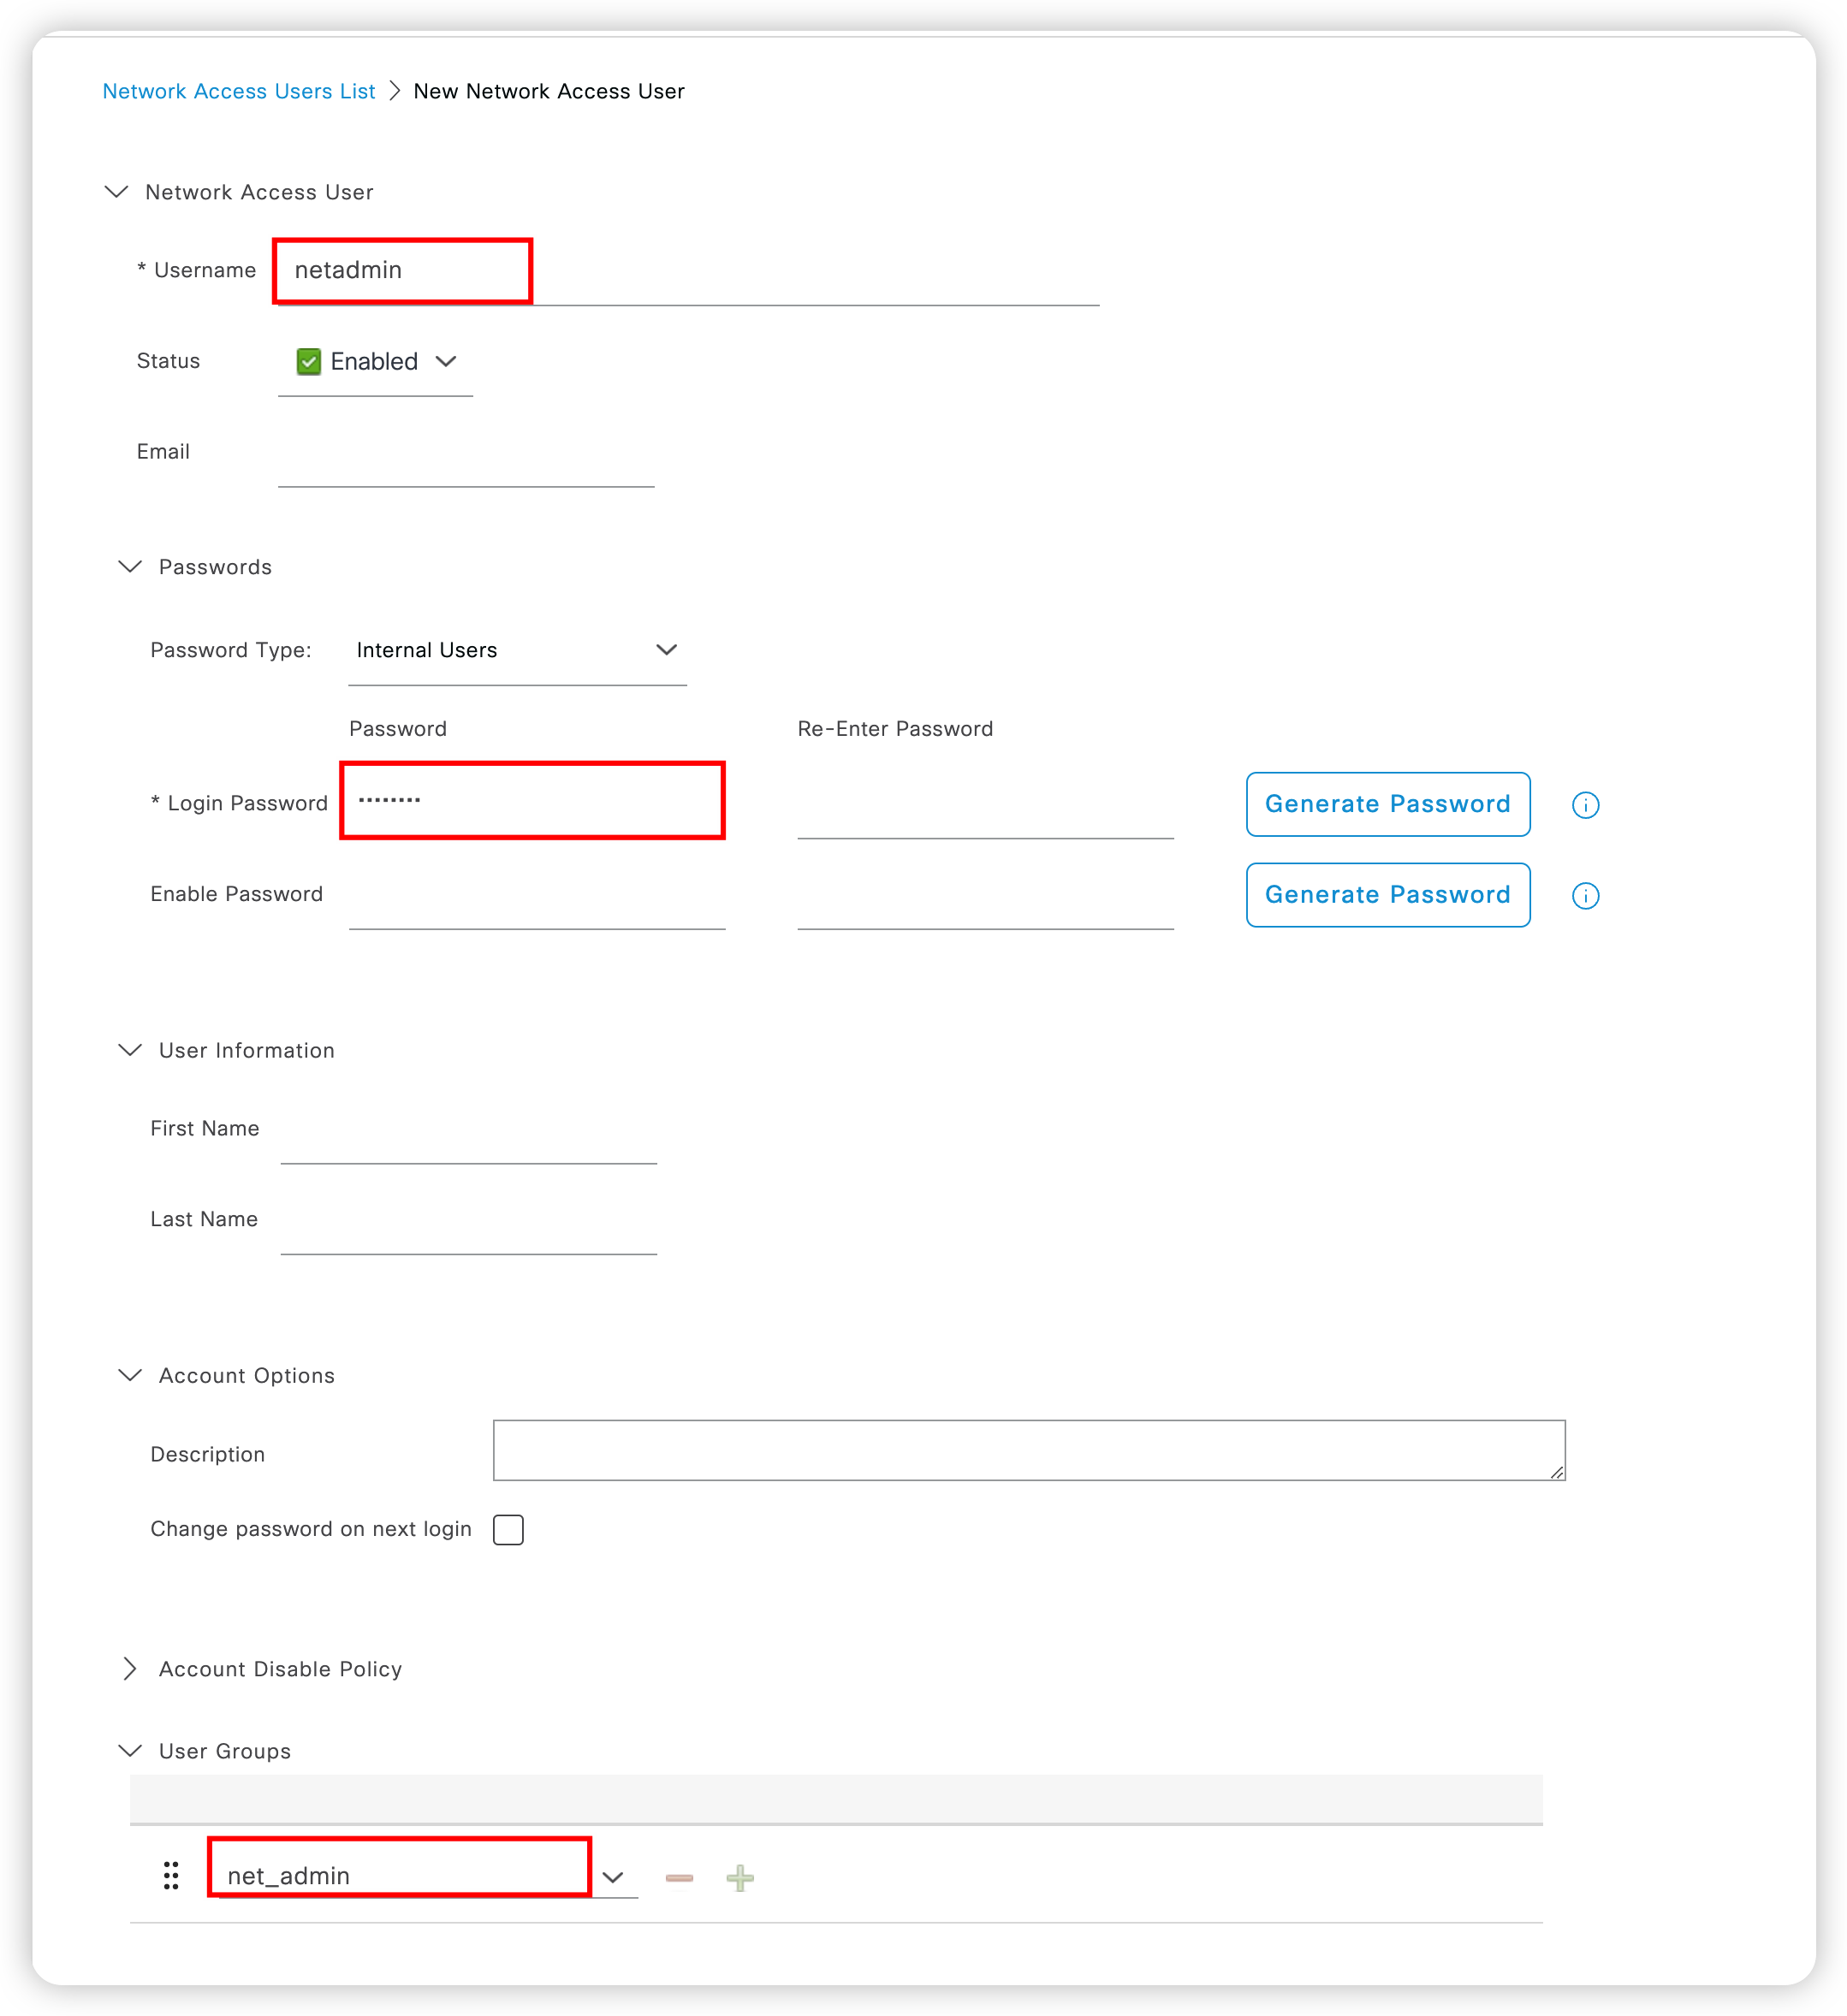 Network Access Users List > New Network Access User
Network Access User
* Username netadmin
Status Enabled
Email
Passwords
Password Type: Internal Users
Password Re-Enter Password
* Login Password •••••••• Generate Password
Enable Password Generate Password
User Information
First Name
Last Name
Account Options
Description
Change password on next login
Account Disable Policy
User Groups
net_admin